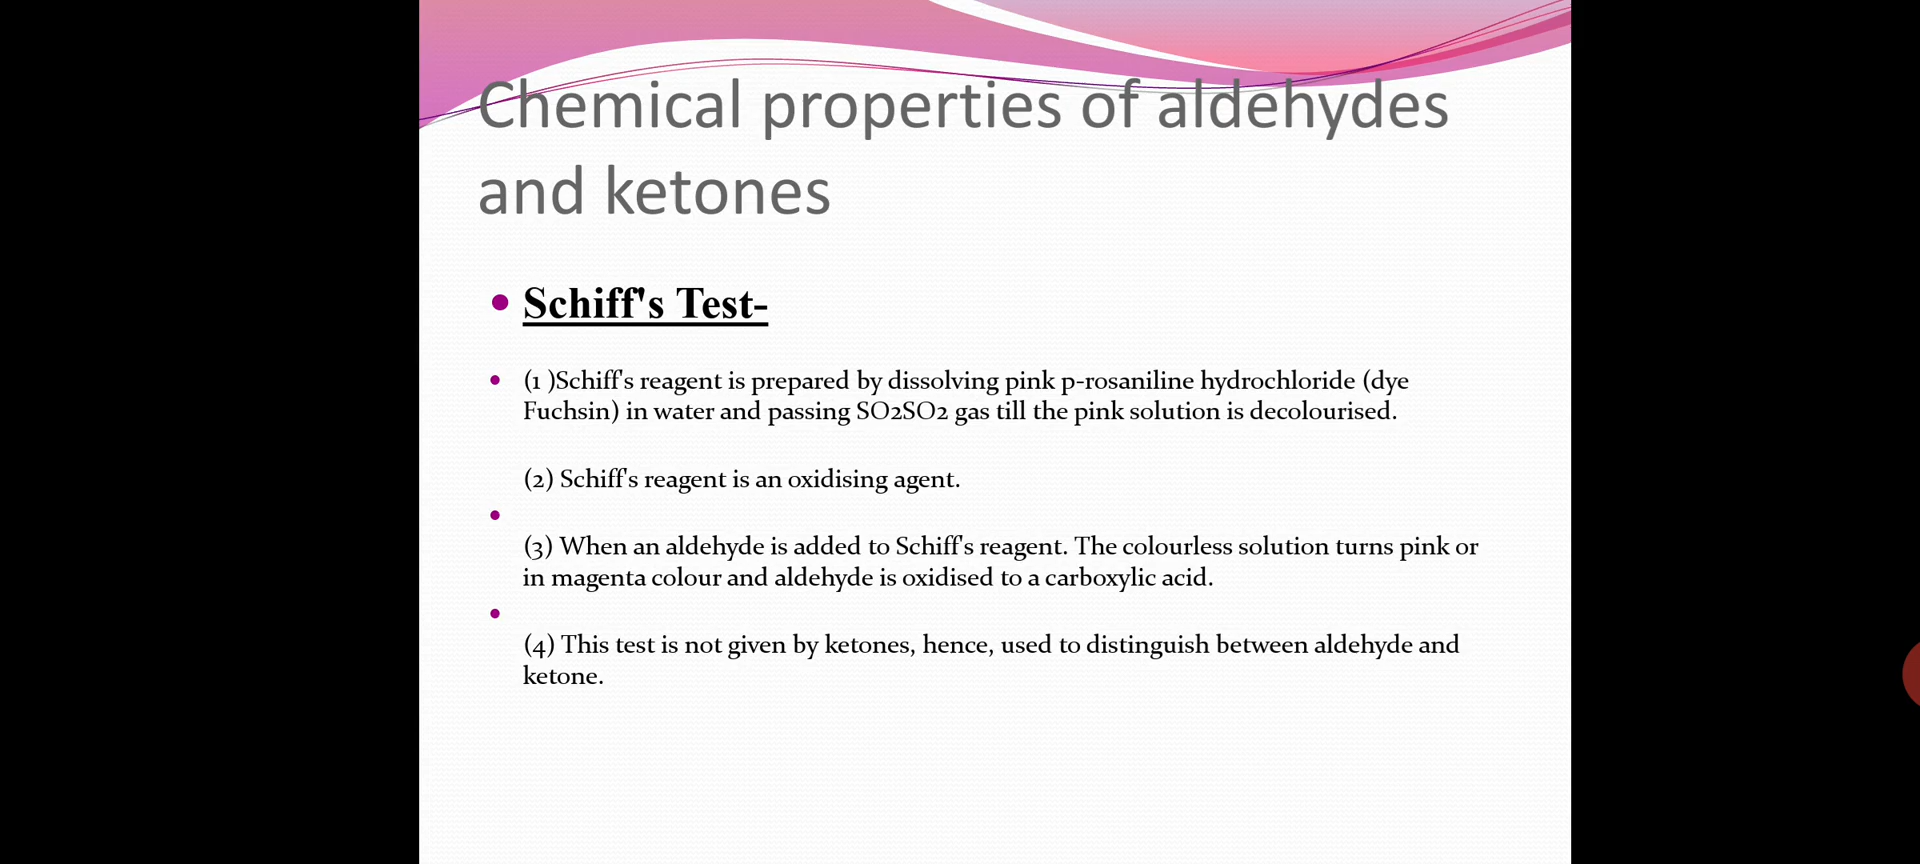 Chemical properties of aldehydes
and ketones
• Schiff's Test-
• (1 )Schiff's reagent is prepared by dissolving pink p-rosaniline hydrochloride (dye
Fuchsin) in water and passing SO2SO2 gas till the pink solution is decolourised.
(2) Schiff's reagent is an oxidising agent.
•
(3) When an aldehyde is added to Schiff's reagent. The colourless solution turns pink or
in magenta colour and aldehyde is oxidised to a carboxylic acid.
•
(4) This test is not given by ketones, hence, used to distinguish between aldehyde and
ketone.